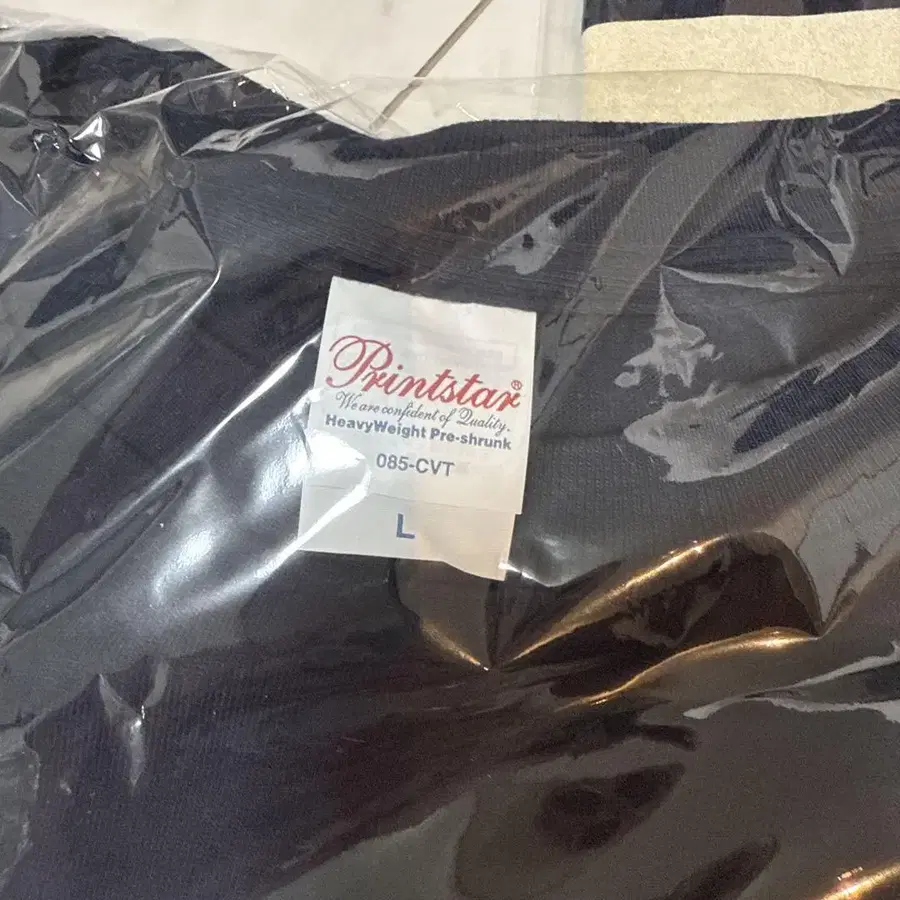 Printstar®
We are confident of Quality.
HeavyWeight Pre-shrunk
085-CVT
L